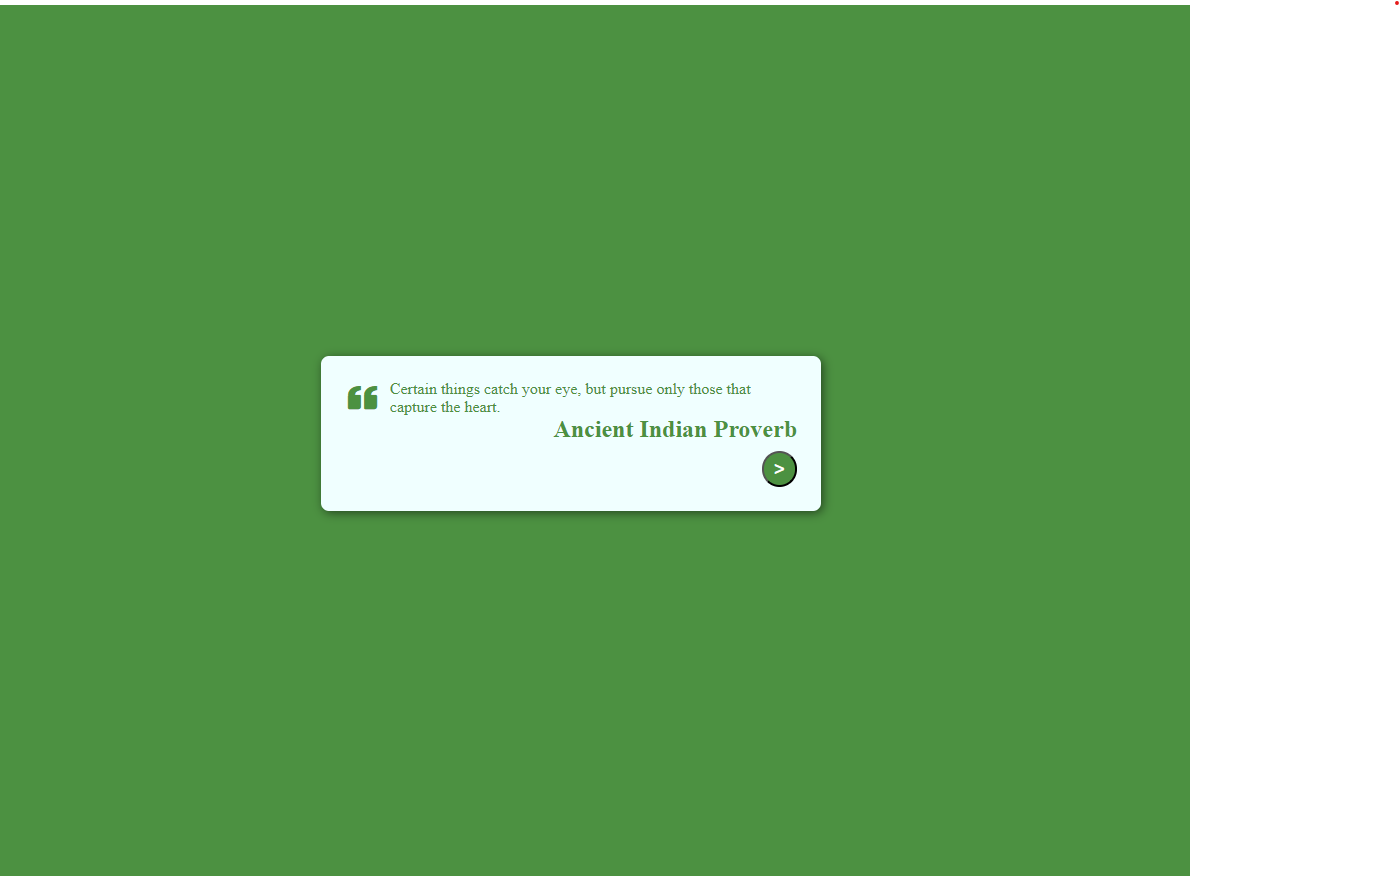 Certain things catch your eye, but pursue only those that
capture the heart.
Ancient Indian Proverb
>